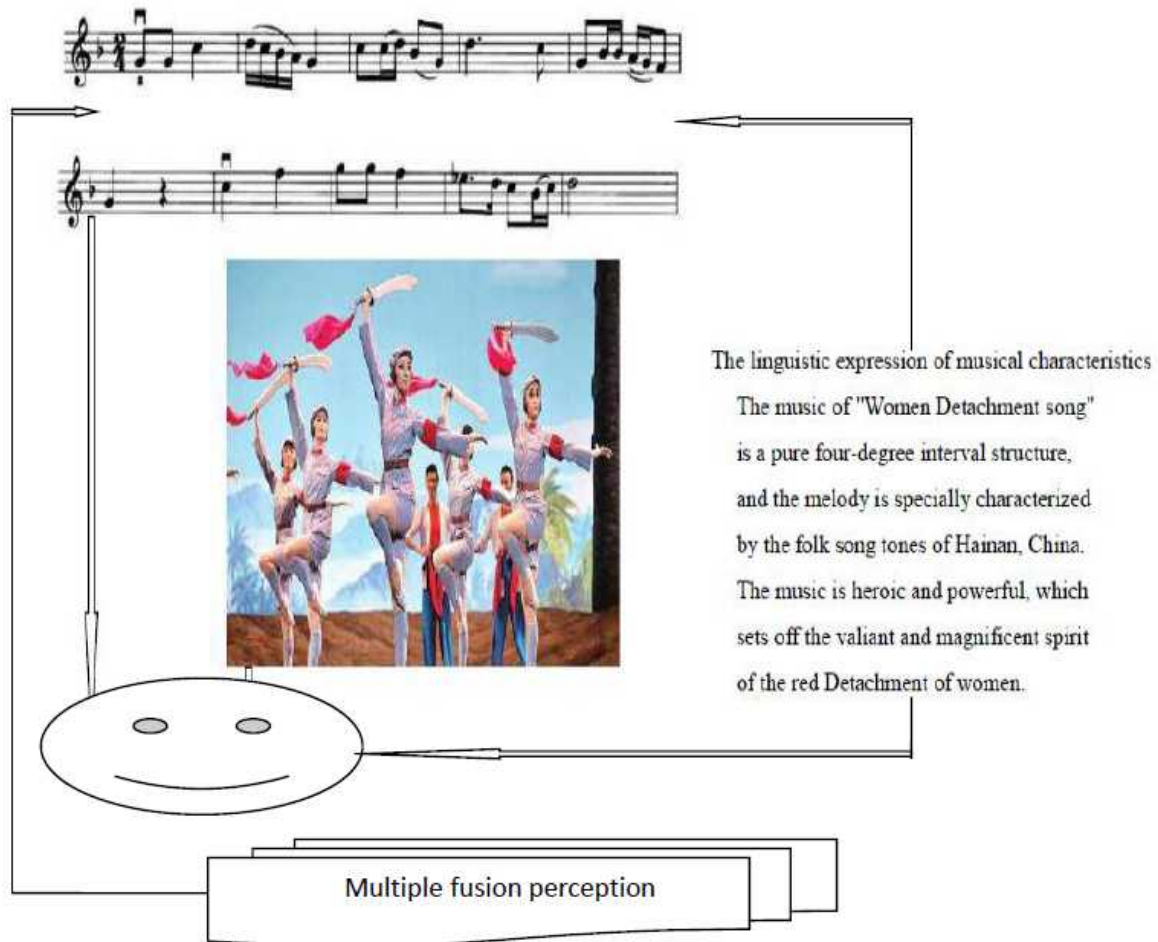 2
4
The linguistic expression of musical characteristics
The music of "Women Detachment song"
is a pure four-degree interval structure,
and the melody is specially characterized
by the folk song tones of Hainan, China.
The music is heroic and powerful, which
sets off the valiant and magnificent spirit
of the red Detachment of women.
Multiple fusion perception